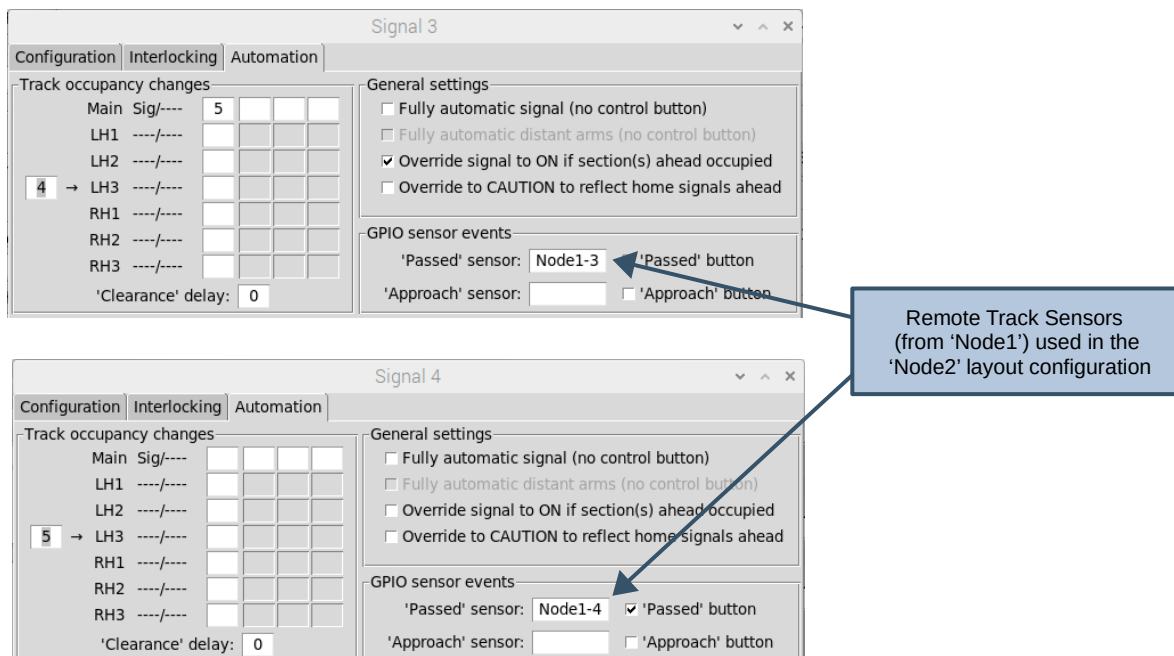 Signal 3
Configuration Interlocking Automation
Track occupancy changes
Main Sig/---- 5
LH1 ----/----
LH2 ----/----
4 → LH3 ----/----
RH1 ----/----
RH2 ----/----
RH3 ----/----
'Clearance' delay: 0
General settings
Fully automatic signal (no control button)
Fully automatic distant arms (no control button)
Override signal to ON if section(s) ahead occupied
Override to CAUTION to reflect home signals ahead
GPIO sensor events
'Passed' sensor: Node1-3 'Passed' button
'Approach' sensor: 'Approach' button
Remote Track Sensors
(from ‘Node1’) used in the
‘Node2’ layout configuration
Signal 4
Configuration Interlocking Automation
Track occupancy changes
Main Sig/----
LH1 ----/----
LH2 ----/----
5 → LH3 ----/----
RH1 ----/----
RH2 ----/----
RH3 ----/----
'Clearance' delay: 0
General settings
Fully automatic signal (no control button)
Fully automatic distant arms (no control button)
Override signal to ON if section(s) ahead occupied
Override to CAUTION to reflect home signals ahead
GPIO sensor events
'Passed' sensor: Node1-4 'Passed' button
'Approach' sensor: 'Approach' button